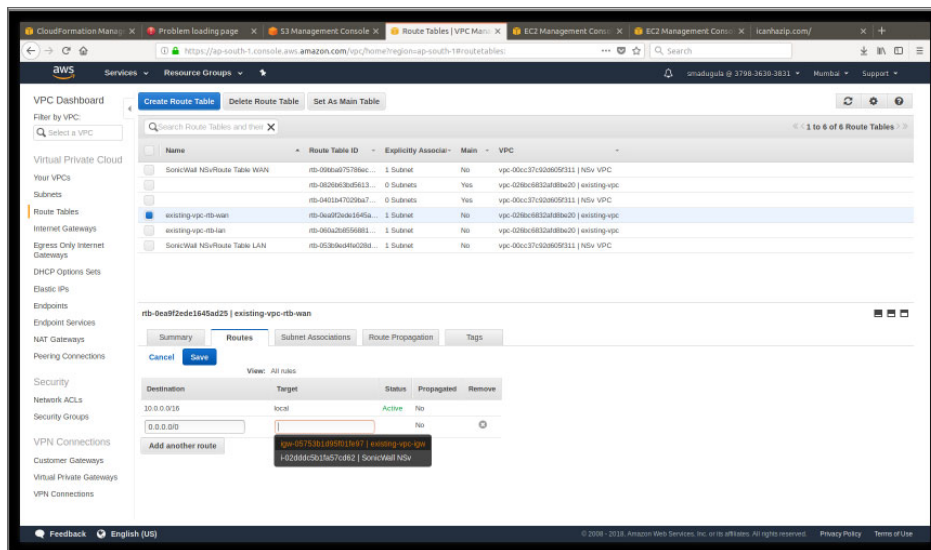 CloudFormation Manag
Problem loading page
S3 Management Console
Route Tables | VPC Mana
EC2 Management Conso
EC2 Management Conso
icanhazip.com/
https://ap-south-1.console.aws.amazon.com/vpc/home?region=ap-south-1#routetables:
Search
aws
Services
Resource Groups
smadugula @ 3798-3630-3831
Mumbai
Support
VPC Dashboard
Filter by VPC:
Select a VPC
Virtual Private Cloud
Your VPCs
Subnets
Route Tables
Internet Gateways
Egress Only Internet
Gateways
DHCP Options Sets
Elastic IPs
Endpoints
Endpoint Services
NAT Gateways
Peering Connections
Security
Network ACLs
Security Groups
VPN Connections
Customer Gateways
Virtual Private Gateways
VPN Connections
Create Route Table Delete Route Table Set As Main Table
Search Route Tables and their X
1 to 6 of 6 Route Tables
Name Route Table ID Explicitly Associat Main VPC
SonicWall NSvRoute Table WAN rtb-09bba975786ec... 1 Subnet No vpc-00cc37c92d605f311 | NSv VPC
rtb-0826b63bd5613... 0 Subnets Yes vpc-026bc6832afd8be20 | existing-vpc
rtb-0401b47029ba7... 0 Subnets Yes vpc-00cc37c92d605f311 | NSv VPC
existing-vpc-rtb-wan rtb-0ea9f2ede1645a... 1 Subnet No vpc-026bc6832afd8be20 | existing-vpc
existing-vpc-rtb-lan rtb-060a2b8556881... 1 Subnet No vpc-026bc6832afd8be20 | existing-vpc
SonicWall NSvRoute Table LAN rtb-053b9ed4fe028d... 1 Subnet No vpc-00cc37c92d605f311 | NSv VPC
rtb-0ea9f2ede1645ad25 | existing-vpc-rtb-wan
Summary Routes Subnet Associations Route Propagation Tags
Cancel Save
View: All rules
Destination Target Status Propagated Remove
10.0.0.0/16 local Active No
0.0.0.0/0 No
Add another route
igw-05753b1d95f01fe97 | existing-vpc-igw
i-02dddc5b1fa57cd62 | SonicWall NSv
Feedback English (US)
© 2008 - 2018, Amazon Web Services, Inc. or its affiliates. All rights reserved. Privacy Policy Terms of Use